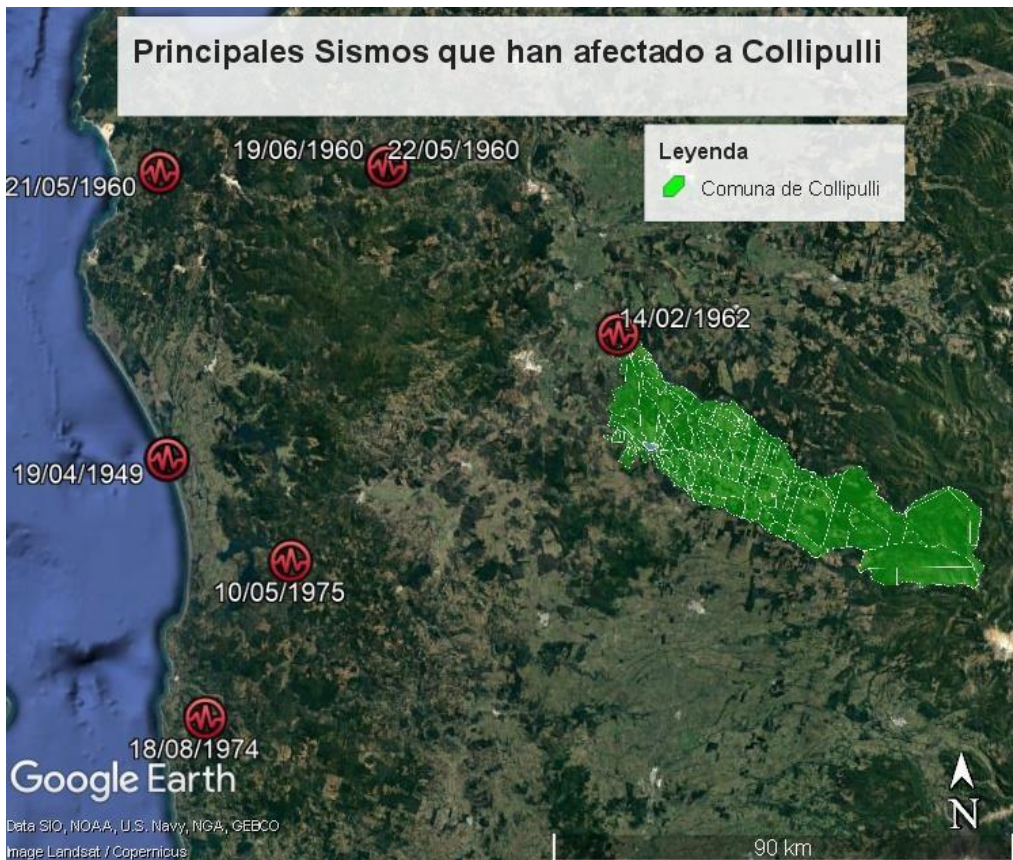 Principales Sismos que han afectado a Collipulli
Leyenda
Comuna de Collipulli
19/06/1960
22/05/1960
21/05/1960
14/02/1962
19/04/1949
10/05/1975
18/08/1974
Google Earth
N
Data SIO, NOAA, U.S. Navy, NGA, GEBCO
Image Landsat / Copernicus
90 km